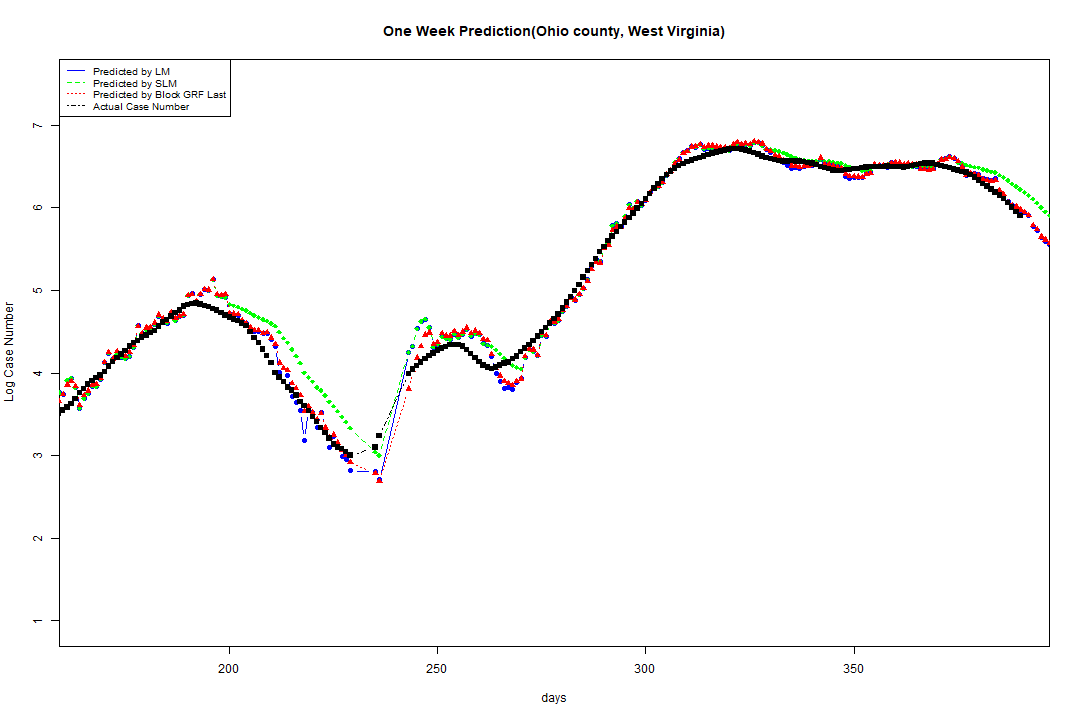 One Week Prediction(Ohio county, West Virginia)
Predicted by LM
Predicted by SLM
Predicted by Block GRF Last
Actual Case Number
7
6
5
4
3
2
1
Log Case Number
200 250 300 350
days